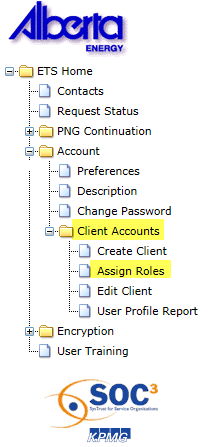 Alberta
ENERGY
ETS Home
Contacts
Request Status
PNG Continuation
Account
Preferences
Description
Change Password
Client Accounts
Create Client
Assign Roles
Edit Client
User Profile Report
Encryption
User Training
SOC3
SysTrust for Service Organizations
KPMG